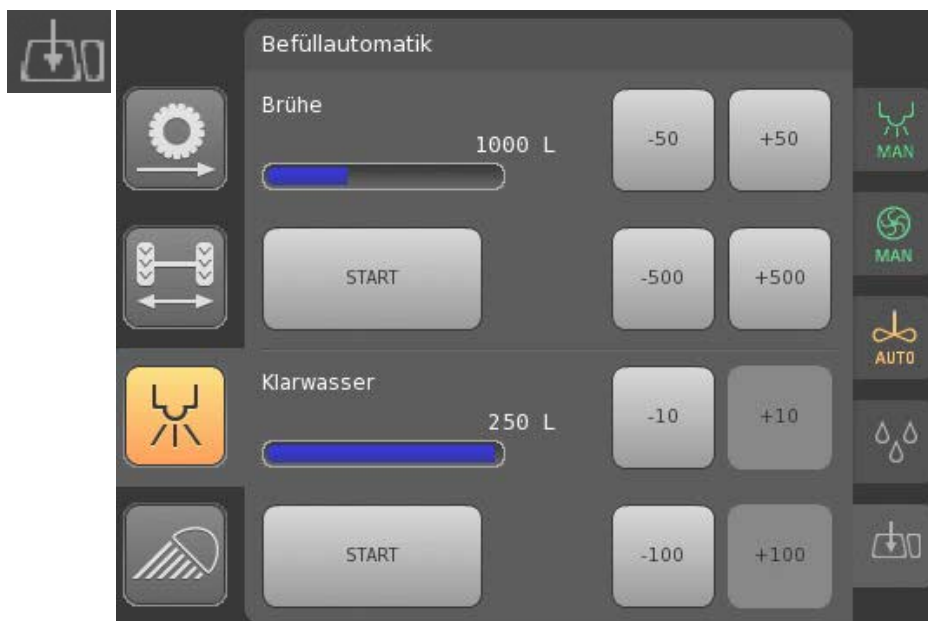 Befüllautomatik
Brühe
1000 L
-50
+50
MAN
START
-500
+500
MAN
AUTO
Klarwasser
250 L
-10
+10
START
-100
+100